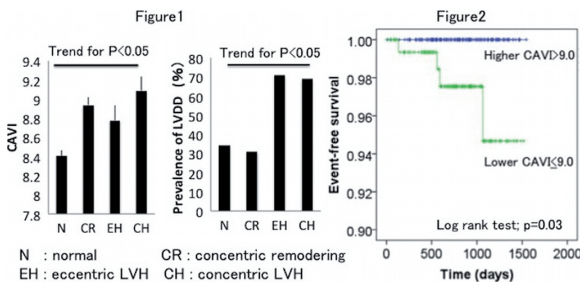 Figure1
Figure2
Trend for P<0.05
CAVI
9.4
9.2
9
8.8
8.6
8.4
8.2
8
7.8
N CR EH CH
Trend for P<0.05
Prevalence of LVDD (%)
80
70
60
50
40
30
20
10
0
N CR EH CH
N : normal CR : concentric remodering
EH : eccentric LVH CH : concentric LVH
Event-free survival
1.00
0.98
0.96
0.94
0.92
0.90
Higher CAVI>9.0
Lower CAVI≤9.0
Log rank test; p=0.03
0 500 1000 1500 2000
Time (days)